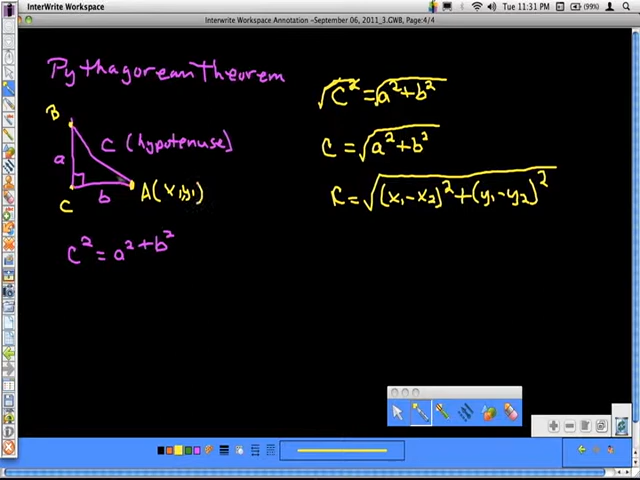 InterWrite Workspace
Tue 11:31 PM
(99%)
InterWrite Workspace.Annotation -September 06, 2011_3.GWB, Page:4/4
Pythagorean Theorem
B
a
C (hypotenuse)
b
C
A(x₁,y₁)
c² = a² + b²
√C² = √a² + b²
C = √a² + b²
C = √(x₁ - x₂)² + (y₁ - y₂)²